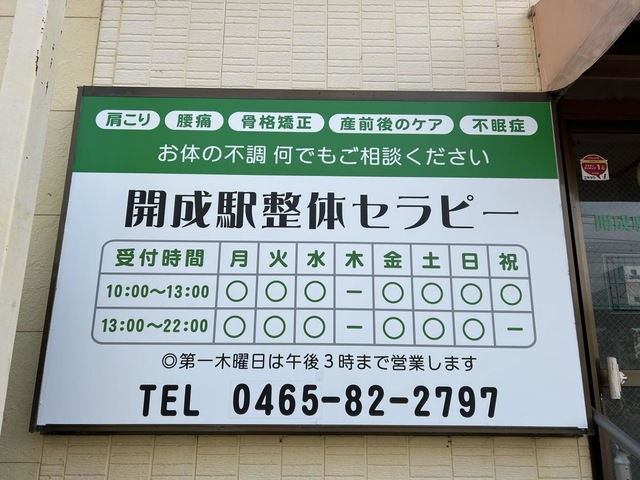 肩こり 腰痛 骨格矯正 産前後のケア 不眠症
お体の不調 何でもご相談ください
開成駅整体セラピー
受付時間 月 火 水 木 金 土 日 祝
10:00～13:00 ○ ○ ○ － ○ ○ ○ ○
13:00～22:00 ○ ○ ○ － ○ ○ ○ －
◎第一木曜日は午後３時まで営業します
TEL 0465-82-2797